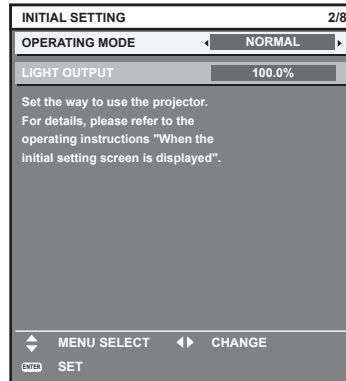 INITIAL SETTING 2/8
OPERATING MODE NORMAL
LIGHT OUTPUT 100.0%
Set the way to use the projector.
For details, please refer to the
operating instructions "When the
initial setting screen is displayed".
MENU SELECT CHANGE
ENTER SET